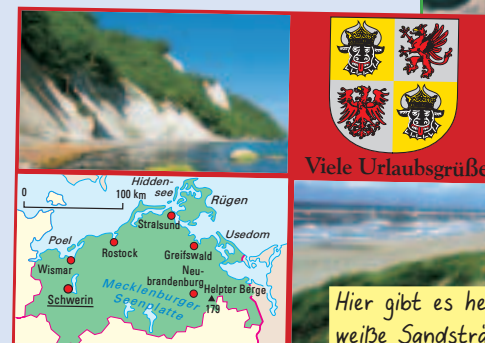 Viele Urlaubsgrüße
0 100 km
Hidden-
see
Rügen
Stralsund
Usedom
Poel
Rostock
Greifswald
Wismar
Neu-
brandenburg
Helpter Berge
179
Schwerin
Mecklenburger
Seenplatte
Hier gibt es he
weiße Sandsträ